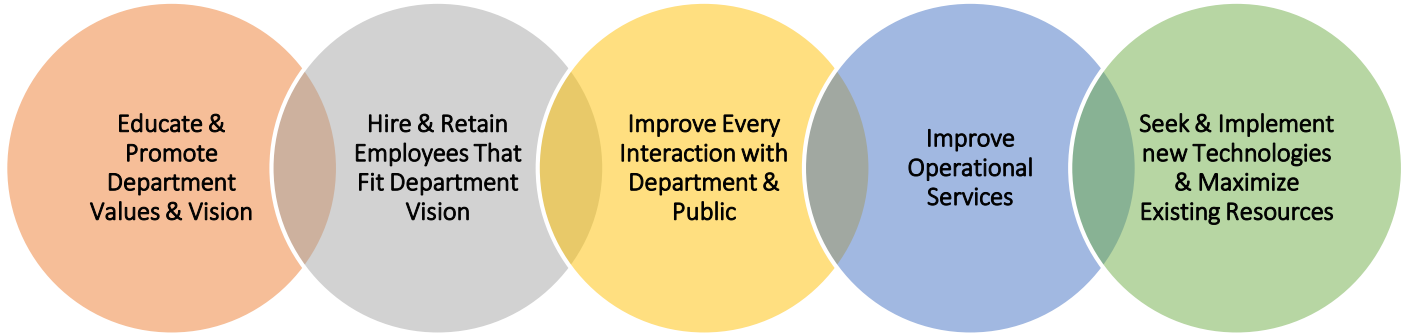 Educate &
Promote
Department
Values & Vision
Hire & Retain
Employees That
Fit Department
Vision
Improve Every
Interaction with
Department &
Public
Improve
Operational
Services
Seek & Implement
new Technologies
& Maximize
Existing Resources